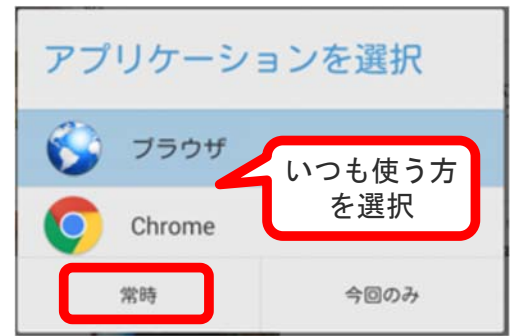 アプリケーションを選択
ブラウザ
いつも使う方
を選択
Chrome
常時
今回のみ